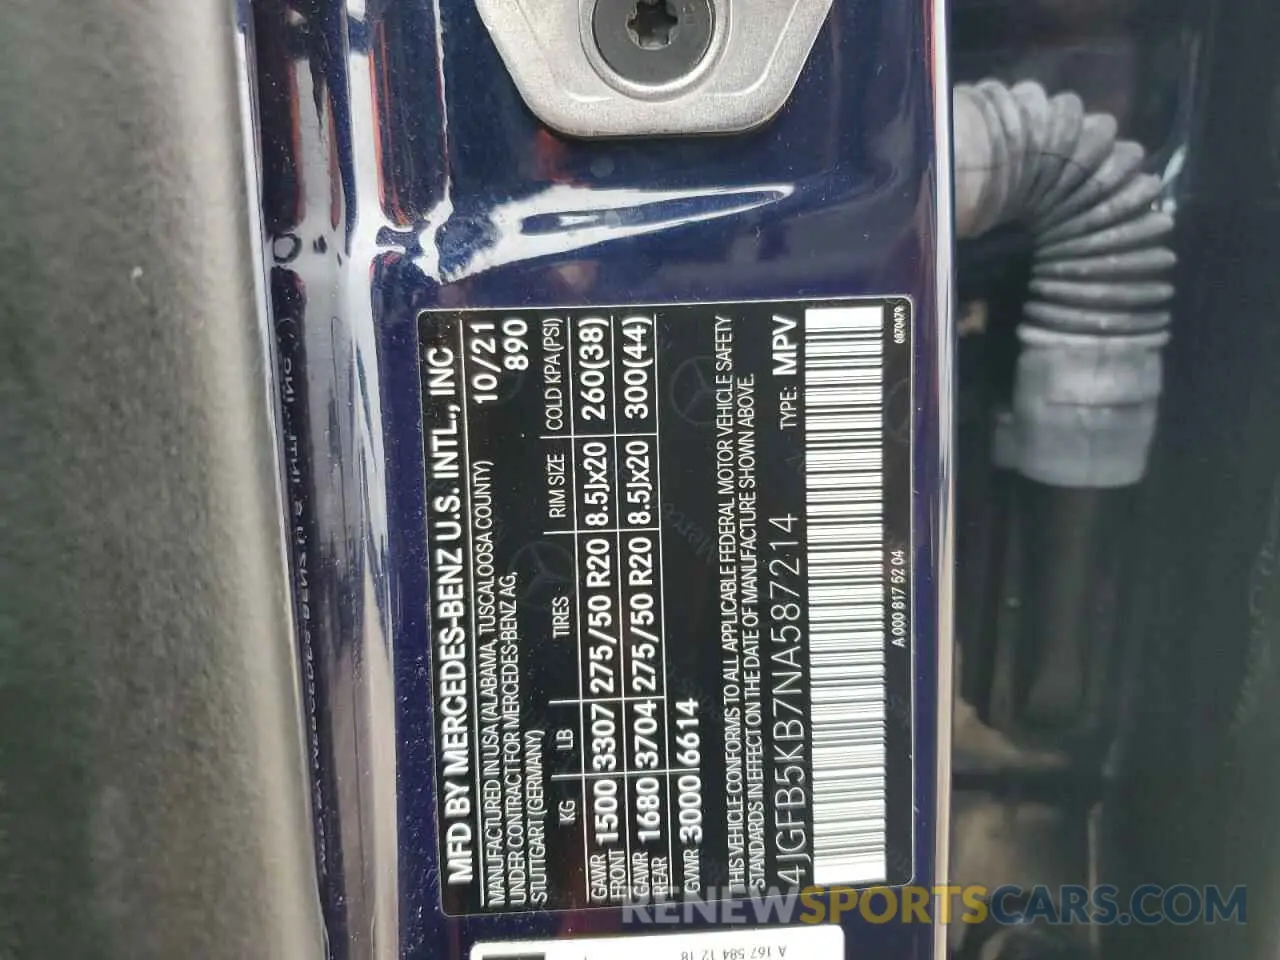 MFD BY MERCEDES-BENZ U.S. INTL., INC
MANUFACTURED IN USA (ALABAMA, TUSCALOOSA COUNTY) 10/21
UNDER CONTRACT FOR MERCEDES-BENZ AG, 890
STUTTGART (GERMANY)
KG LB TIRES RIM SIZE COLD KPA (PSI)
GAWR FRONT 1500 3307 275/50 R20 8.5Jx20 260(38)
GAWR REAR 1680 3704 275/50 R20 8.5Jx20 300(44)
GVWR 3000 6614
THIS VEHICLE CONFORMS TO ALL APPLICABLE FEDERAL MOTOR VEHICLE SAFETY
STANDARDS IN EFFECT ON THE DATE OF MANUFACTURE SHOWN ABOVE.
4JGFB5KB7NA587214 TYPE: MPV
A 000 817 52 04 6870479
A 167 584 12 18
RENEWSPORTSCARS.COM